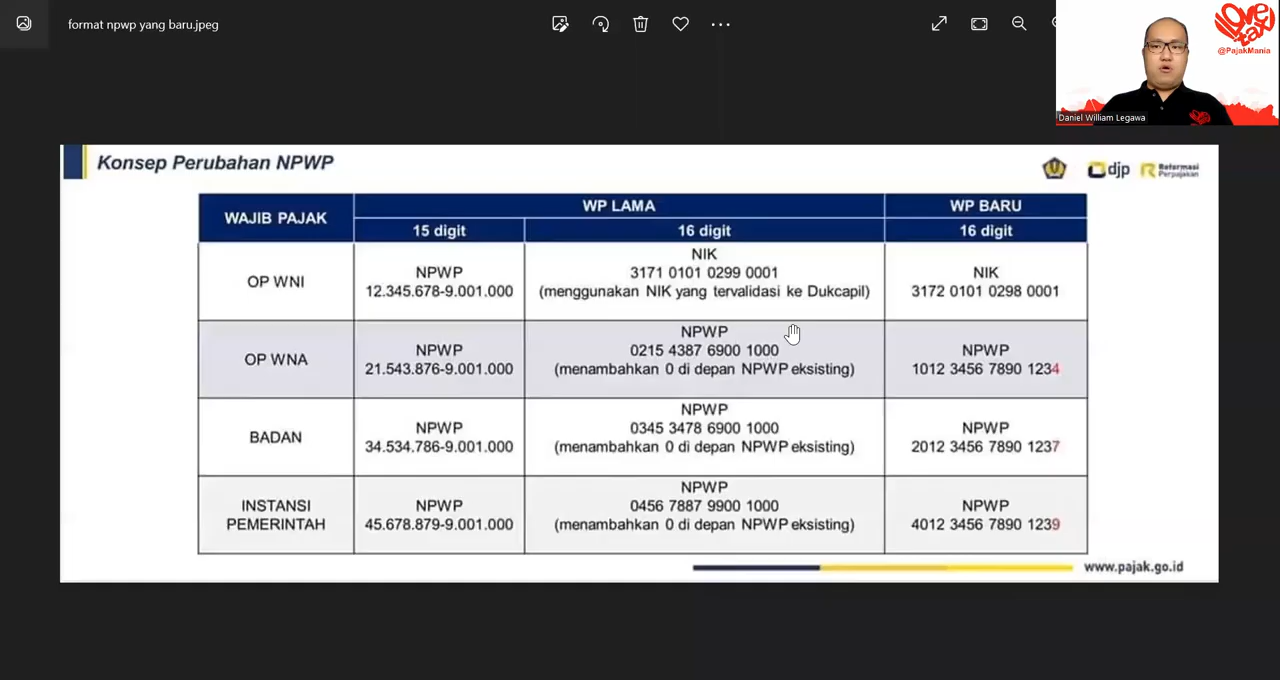 format npwp yang baru.jpeg
love
tax
@PajakMania
Daniel William Legawa
Konsep Perubahan NPWP
djp
Reformasi
Perpajakan
WAJIB PAJAK
WP LAMA
WP BARU
15 digit
16 digit
16 digit
OP WNI
NPWP
12.345.678-9.001.000
NIK
3171 0101 0299 0001
(menggunakan NIK yang tervalidasi ke Dukcapil)
NIK
3172 0101 0298 0001
OP WNA
NPWP
21.543.876-9.001.000
NPWP
0215 4387 6900 1000
(menambahkan 0 di depan NPWP eksisting)
NPWP
1012 3456 7890 1234
BADAN
NPWP
34.534.786-9.001.000
NPWP
0345 3478 6900 1000
(menambahkan 0 di depan NPWP eksisting)
NPWP
2012 3456 7890 1237
INSTANSI
PEMERINTAH
NPWP
45.678.879-9.001.000
NPWP
0456 7887 9900 1000
(menambahkan 0 di depan NPWP eksisting)
NPWP
4012 3456 7890 1239
www.pajak.go.id